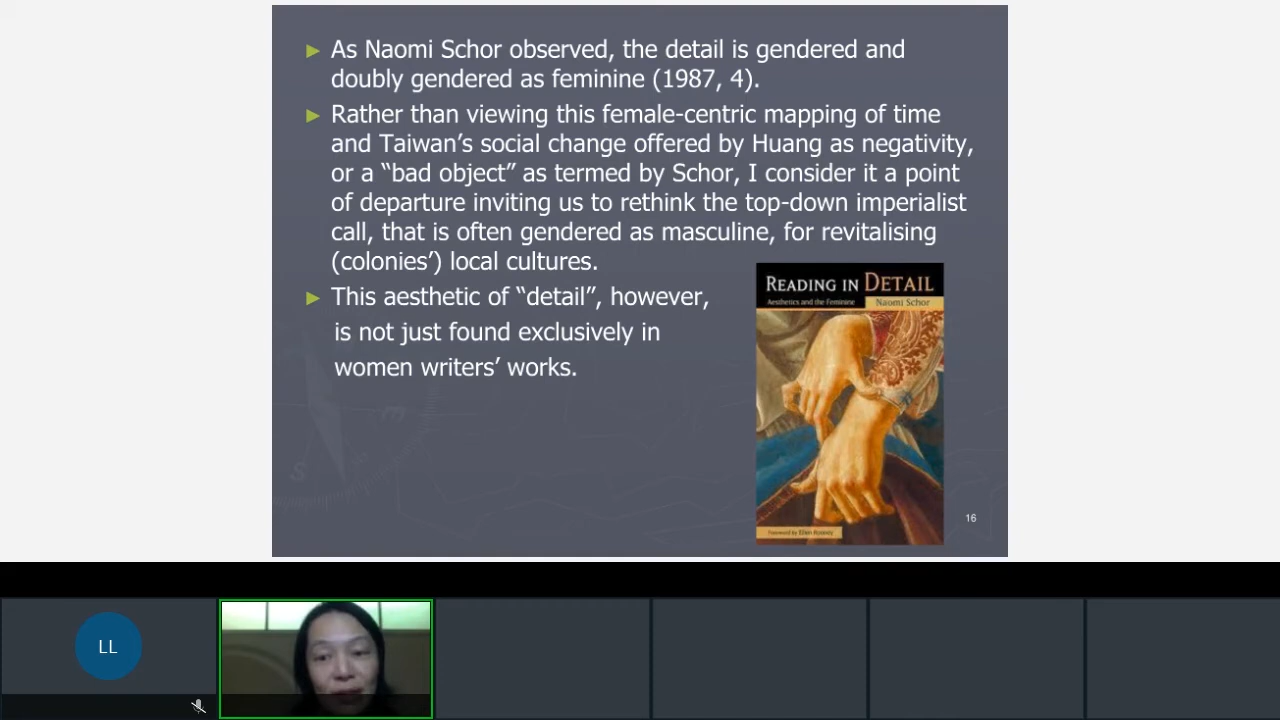 As Naomi Schor observed, the detail is gendered and
doubly gendered as feminine (1987, 4).
Rather than viewing this female-centric mapping of time
and Taiwan's social change offered by Huang as negativity,
or a “bad object” as termed by Schor, I consider it a point
of departure inviting us to rethink the top-down imperialist
call, that is often gendered as masculine, for revitalising
(colonies’) local cultures.
This aesthetic of “detail”, however,
is not just found exclusively in
women writers’ works.
READING IN DETAIL
Aesthetics and the Feminine
Naomi Schor
Foreword by Ellen Rooney
16
LL